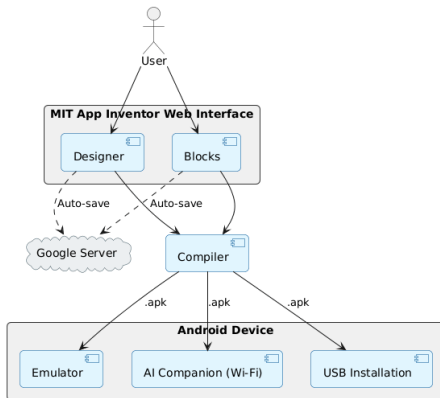 User
MIT App Inventor Web Interface
Designer
Blocks
Auto-save
Auto-save
Google Server
Compiler
.apk
.apk
.apk
Android Device
Emulator
AI Companion (Wi-Fi)
USB Installation